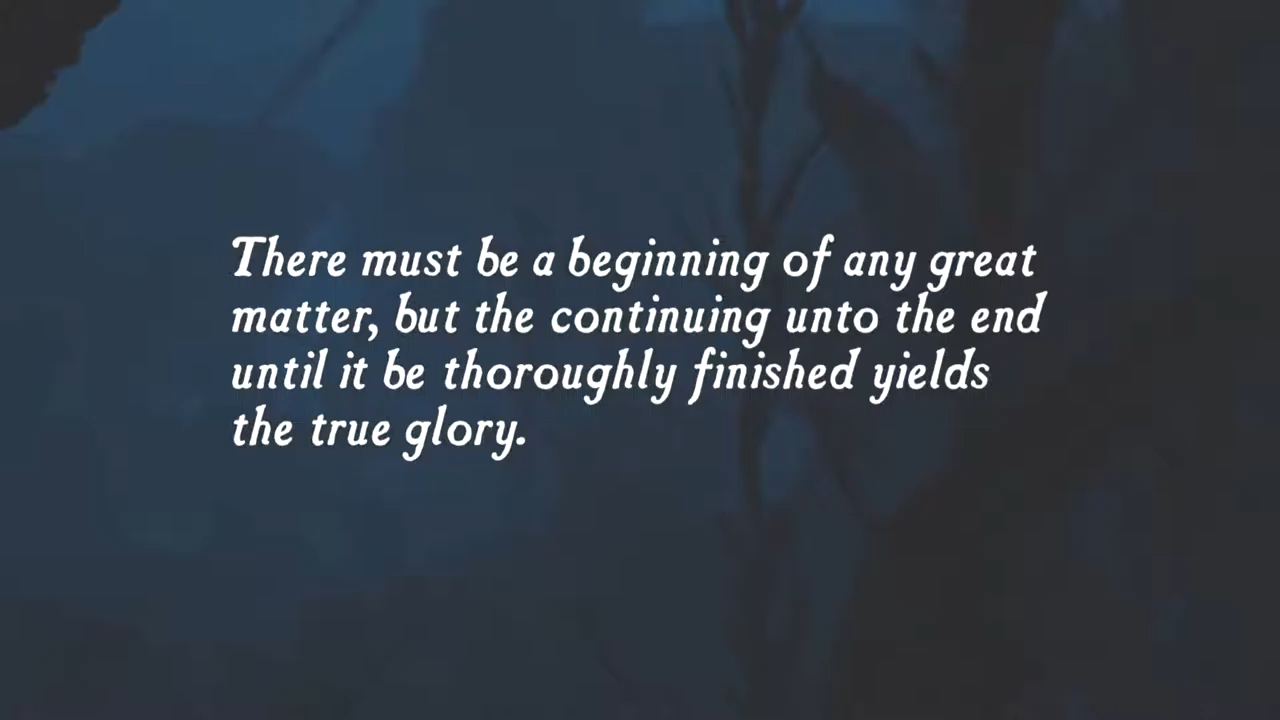 There must be a beginning of any great
matter, but the continuing unto the end
until it be thoroughly finished yields
the true glory.